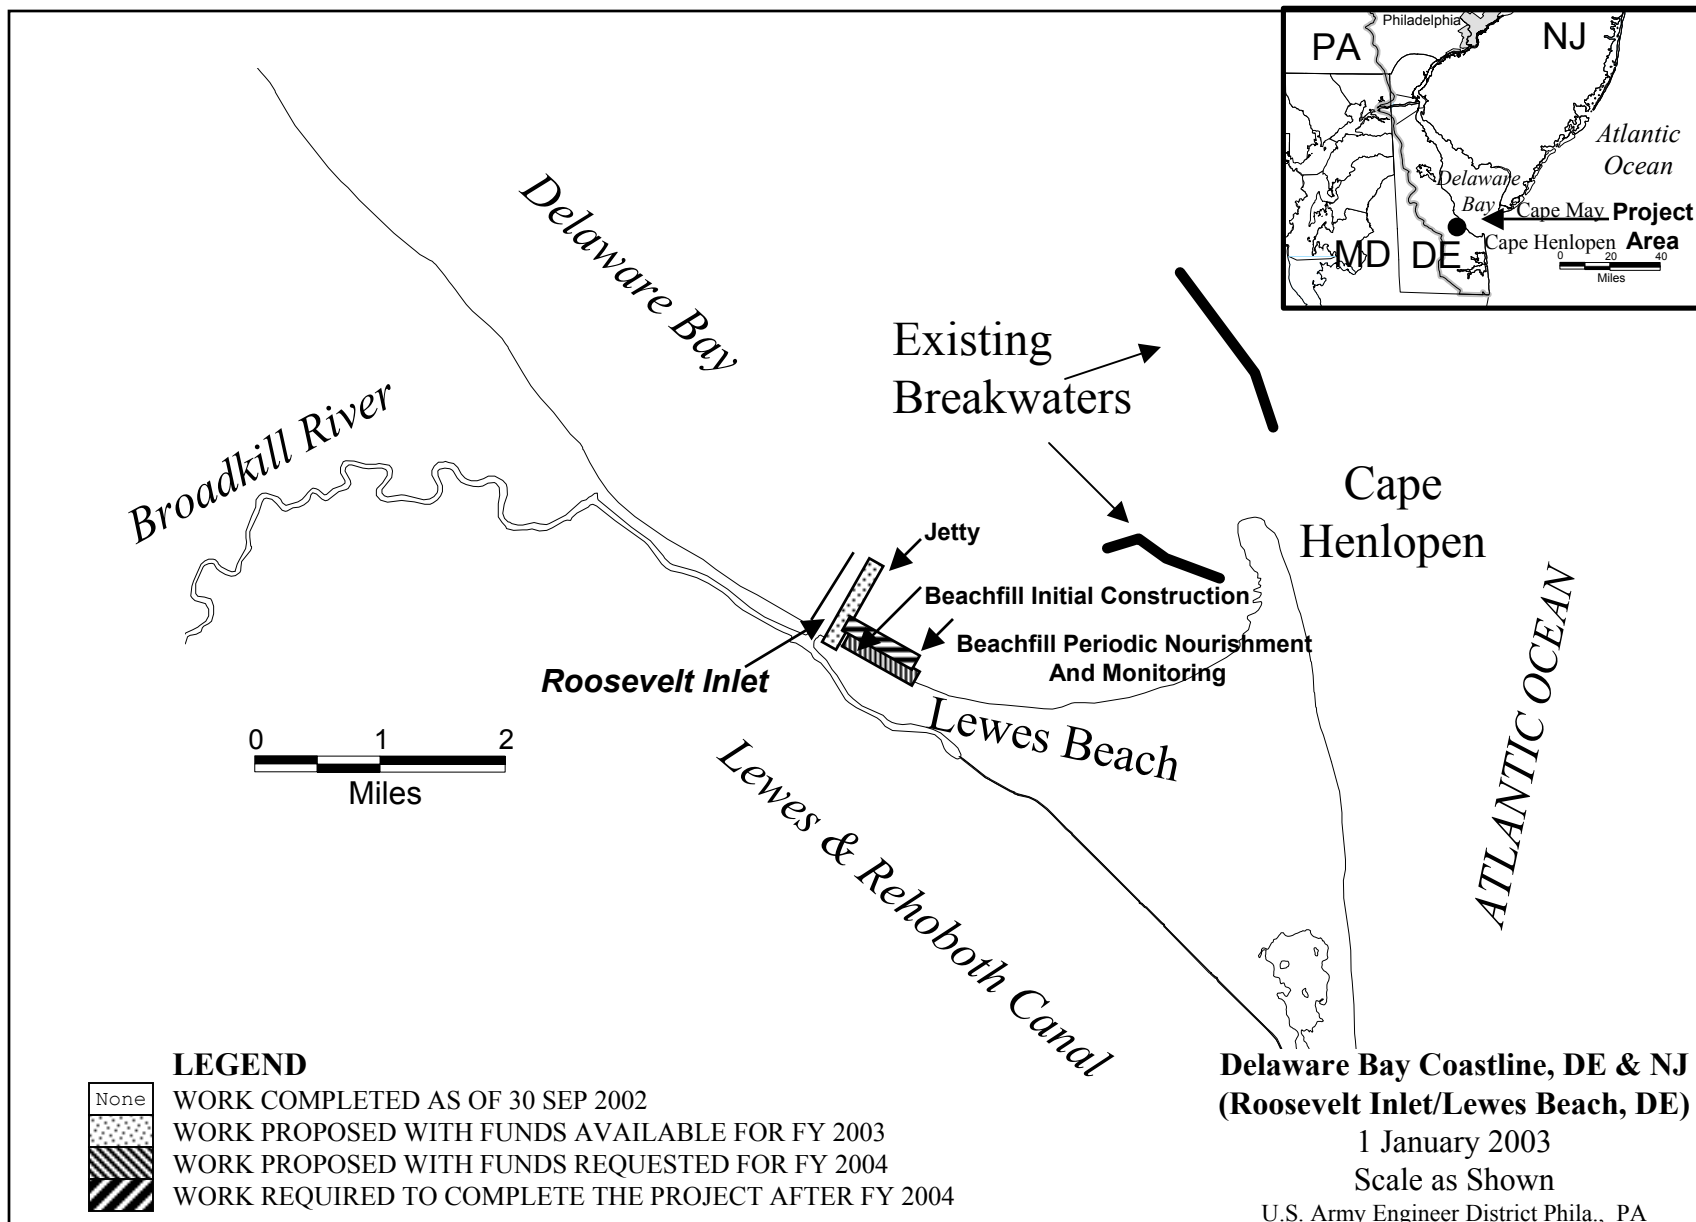 Philadelphia
PA
NJ
Atlantic
Ocean
Delaware
Bay
Cape May
Project
Cape Henlopen
Area
MD
DE
0 20 40
Miles
Delaware Bay
Existing
Breakwaters
Broadkill River
Cape
Henlopen
Jetty
Beachfill Initial Construction
Beachfill Periodic Nourishment
And Monitoring
Roosevelt Inlet
ATLANTIC OCEAN
Lewes Beach
0 1 2
Miles
Lewes & Rehoboth Canal
LEGEND
None WORK COMPLETED AS OF 30 SEP 2002
WORK PROPOSED WITH FUNDS AVAILABLE FOR FY 2003
WORK PROPOSED WITH FUNDS REQUESTED FOR FY 2004
WORK REQUIRED TO COMPLETE THE PROJECT AFTER FY 2004
Delaware Bay Coastline, DE & NJ
(Roosevelt Inlet/Lewes Beach, DE)
1 January 2003
Scale as Shown
U.S. Army Engineer District Phila., PA